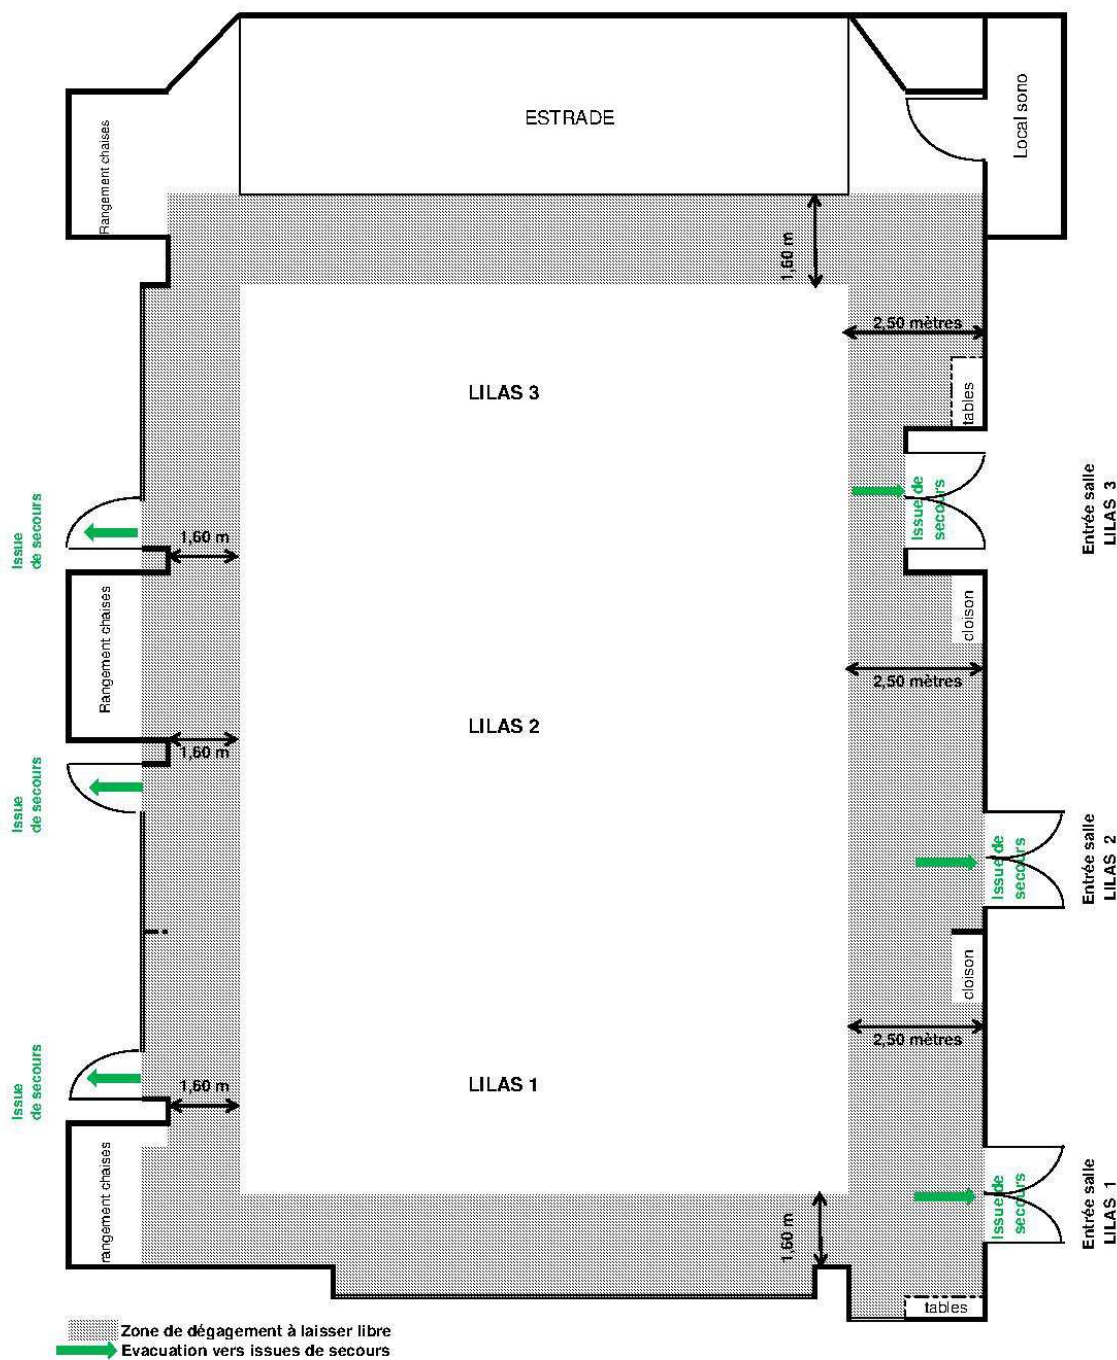 ESTRADE
Local sono
Rangement chaises
1,60 m
2,50 mètres
LILAS 3
tables
Issue
de secours
1,60 m
Issue de
secours
Entrée salle
LILAS 3
Rangement chaises
cloison
2,50 mètres
LILAS 2
1,60 m
Issue
de secours
Issue de
secours
Entrée salle
LILAS 2
cloison
2,50 mètres
LILAS 1
Issue
de secours
1,60 m
rangement chaises
Issue de
secours
Entrée salle
LILAS 1
1,60 m
tables
Zone de dégagement à laisser libre
Evacuation vers issues de secours